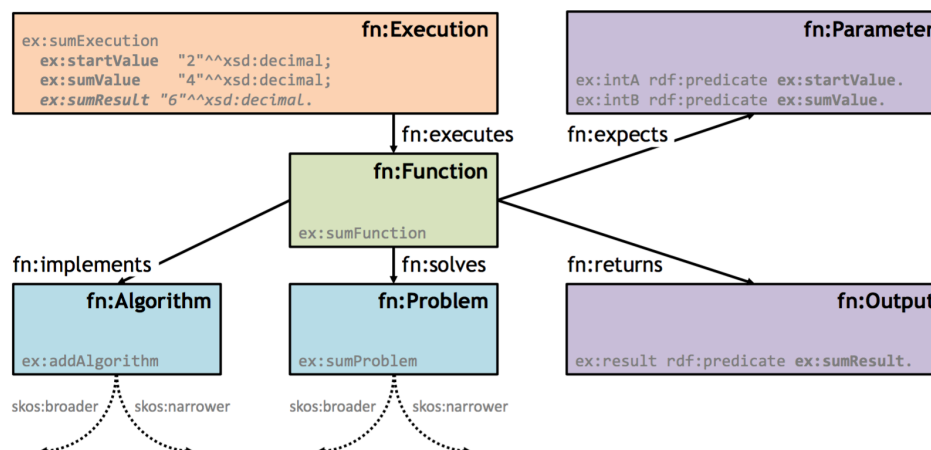 fn:Execution
ex:sumExecution
ex:startValue "2"^^xsd:decimal;
ex:sumValue "4"^^xsd:decimal;
ex:sumResult "6"^^xsd:decimal.
fn:Parameter
ex:intA rdf:predicate ex:startValue.
ex:intB rdf:predicate ex:sumValue.
fn:executes
fn:expects
fn:Function
ex:sumFunction
fn:implements
fn:solves
fn:returns
fn:Algorithm
ex:addAlgorithm
fn:Problem
ex:sumProblem
fn:Output
ex:result rdf:predicate ex:sumResult.
skos:broader
skos:narrower
skos:broader
skos:narrower